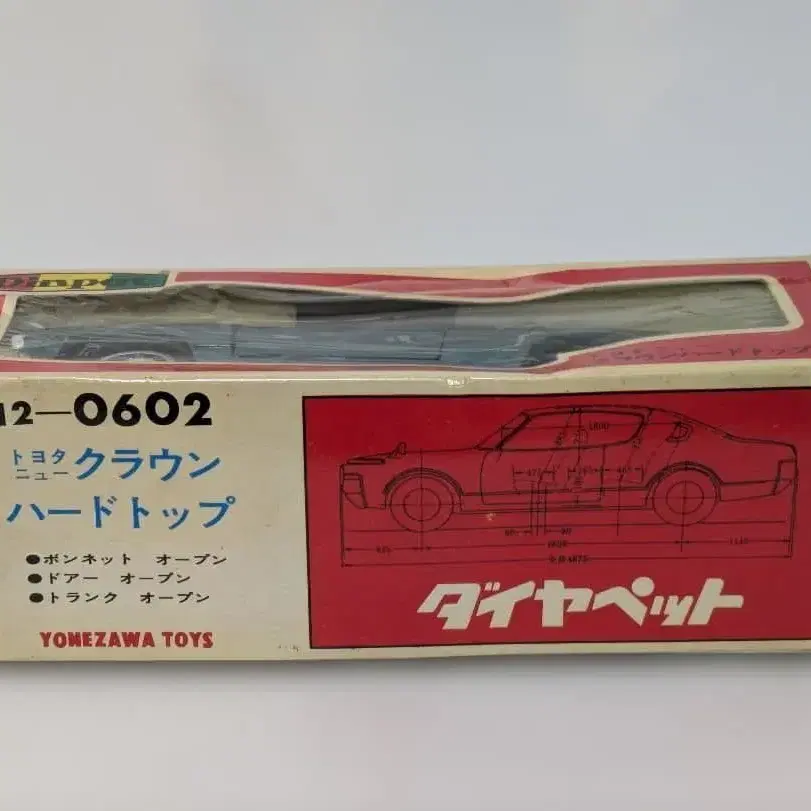 12—0602
トヨタ
ニュー クラウン
ハードトップ
●ボンネット オープン
●ドアー オープン
●トランク オープン
YONEZAWA TOYS
ダイヤペット